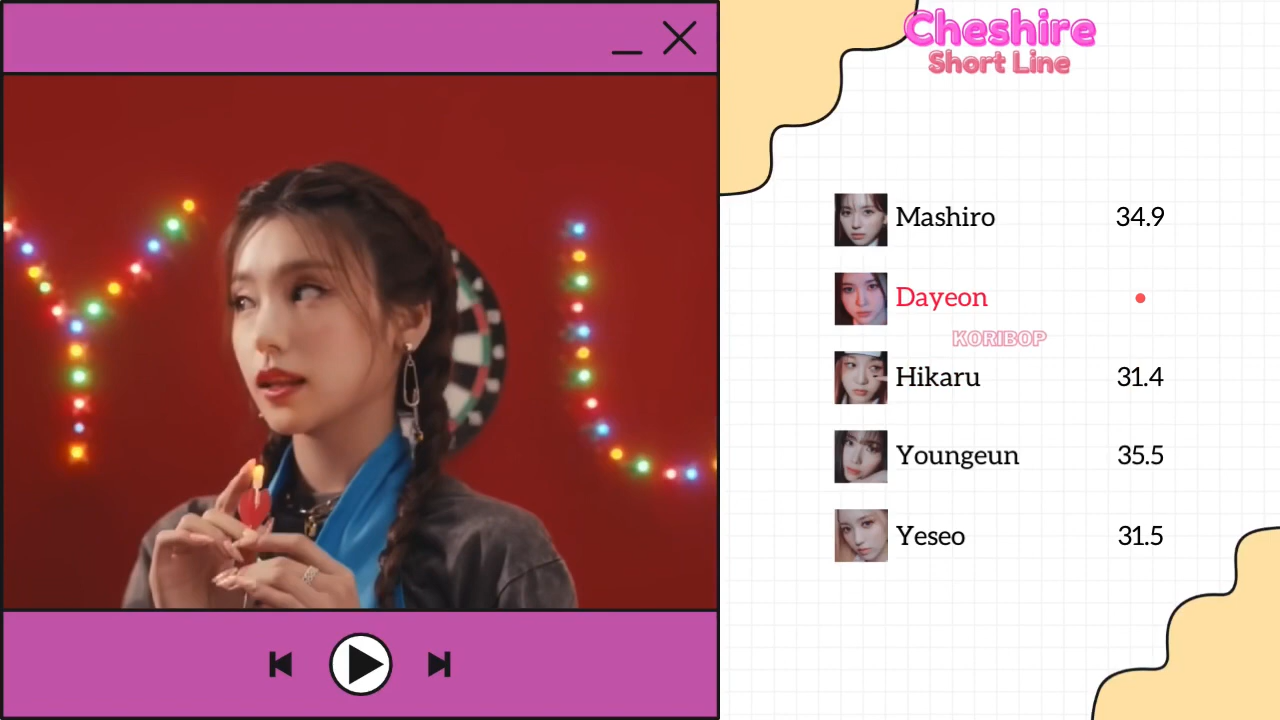 Cheshire
Short Line
Mashiro 34.9
Dayeon
KORIBOP
Hikaru 31.4
Youngeun 35.5
Yeseo 31.5